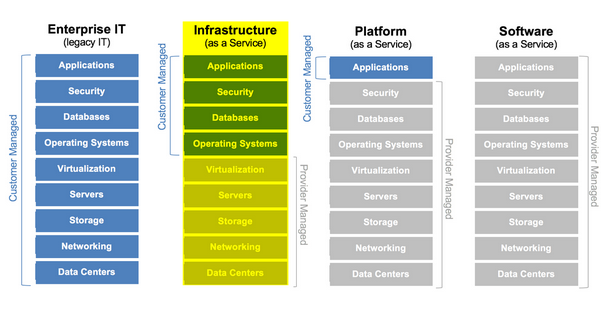 Enterprise IT
(legacy IT)
Customer Managed
Applications
Security
Databases
Operating Systems
Virtualization
Servers
Storage
Networking
Data Centers
Infrastructure
(as a Service)
Customer Managed
Applications
Security
Databases
Operating Systems
Virtualization
Servers
Storage
Networking
Data Centers
Provider Managed
Platform
(as a Service)
Customer Managed
Applications
Security
Databases
Operating Systems
Virtualization
Servers
Storage
Networking
Data Centers
Provider Managed
Software
(as a Service)
Applications
Security
Databases
Operating Systems
Virtualization
Servers
Storage
Networking
Data Centers
Provider Managed